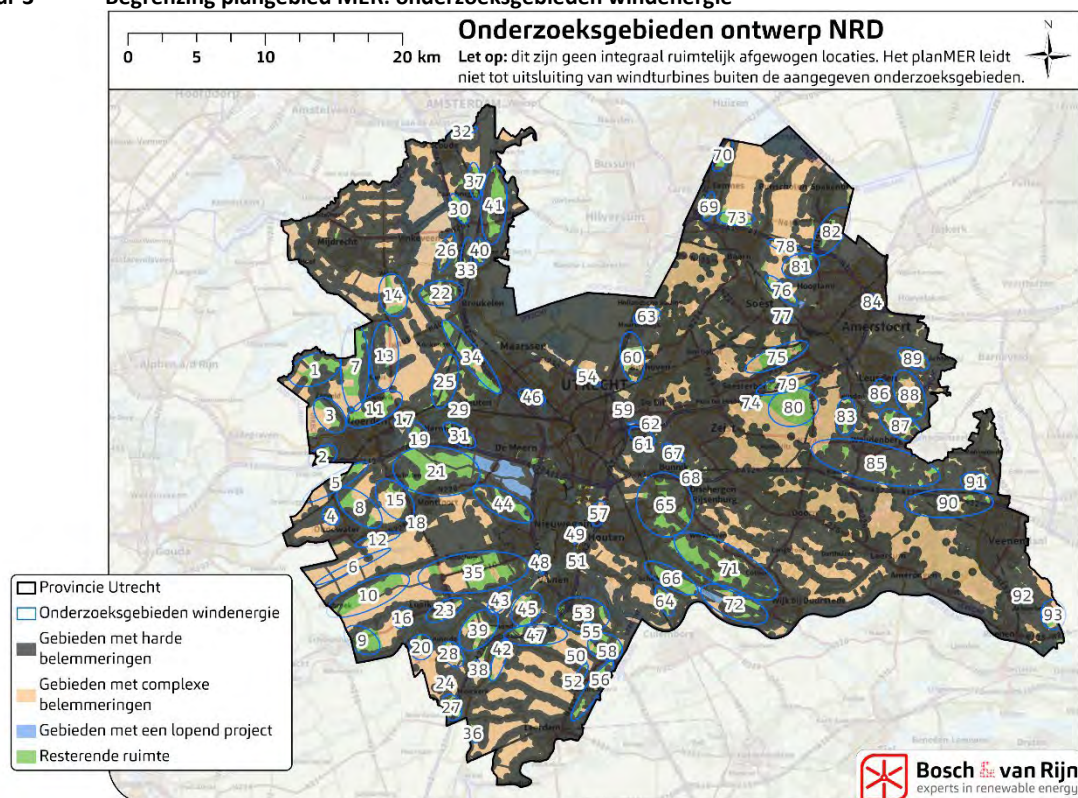 Begrenzing plangebied MER: onderzoeksgebieden windenergie
0 5 10 20 km
Onderzoeksgebieden ontwerp NRD
Let op: dit zijn geen integraal ruimtelijk afgewogen locaties. Het planMER leidt
niet tot uitsluiting van windturbines buiten de aangegeven onderzoeksgebieden.
N
AMSTERDAM
Huizen
32
70
37
Bussum
30
41
69
73
Hilversum
Mijdrecht
82
26
40
78
33
81
14
22
76
Breukelen
Soest
77
84
63
Amersfoort
Maarssen
13
34
60
75
89
1
7
25
54
UTRECHT
79
86
88
3
11
46
59
74
80
83
87
17
29
62
Zeist
19
31
61
De Meern
67
85
2
21
Bunnik
68
91
5
15
44
65
90
8
57
4
18
Nieuwegein
49
Houten
12
48
51
71
Veenendaal
6
35
66
10
72
92
43
45
53
64
Wijk bij Duurstede
93
16
23
39
47
55
Culemborg
9
20
28
42
50
58
38
52
56
24
27
36
Leerdam
Gouda
Provincie Utrecht
Onderzoeksgebieden windenergie
Gebieden met harde
belemmeringen
Gebieden met complexe
belemmeringen
Gebieden met een lopend project
Resterende ruimte
Bosch & van Rijn
experts in renewable energy